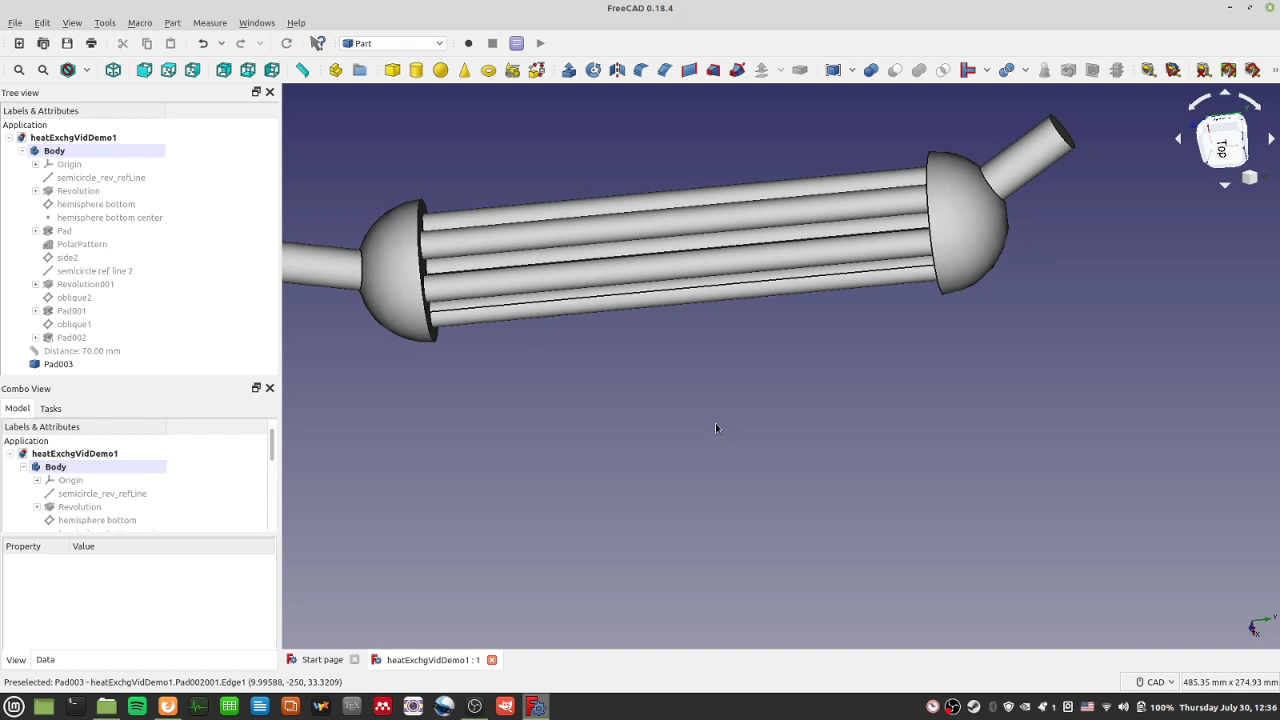 FreeCAD 0.18.4
File Edit View Tools Macro Part Measure Windows Help
Part
Tree view
Labels & Attributes
Application
heatExchgVidDemo1
Body
Origin
semicircle_rev_refLine
Revolution
hemisphere bottom
hemisphere bottom center
Pad
PolarPattern
side2
semicircle ref line 2
Revolution001
oblique2
Pad001
oblique1
Pad002
Distance: 70.00 mm
Pad003
Combo View
Model Tasks
Labels & Attributes
Application
heatExchgVidDemo1
Body
Origin
semicircle_rev_refLine
Revolution
hemisphere bottom
Property Value
View Data
TOP
Y
X
Start page
heatExchgVidDemo1 : 1
Preselected: Pad003 - heatExchgVidDemo1.Pad002001.Edge1 (9.99588, -250, 33.3209)
CAD
485.35 mm x 274.93 mm
100% Thursday July 30, 12:36